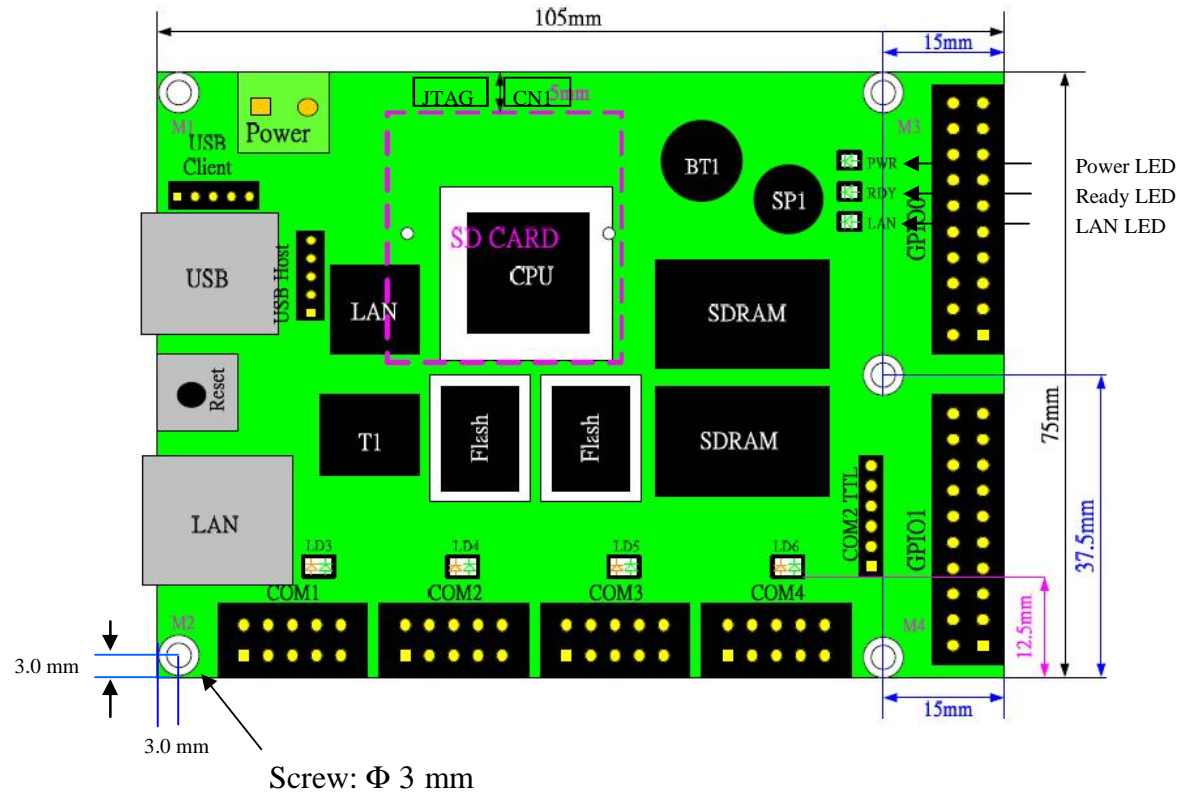 105mm
15mm
JTAG
CN1
5mm
M1
Power
M3
USB
Client
BT1
PWR
Power LED
SP1
RDY
Ready LED
LAN
LAN LED
GPIO0
SD CARD
CPU
USB
USB Host
LAN
SDRAM
Reset
T1
Flash
Flash
SDRAM
75mm
37.5mm
COM2 TTL
GPIO1
LAN
LD3
LD4
LD5
LD6
COM1
COM2
COM3
COM4
12.5mm
M2
M4
3.0 mm
15mm
3.0 mm
Screw: Φ 3 mm